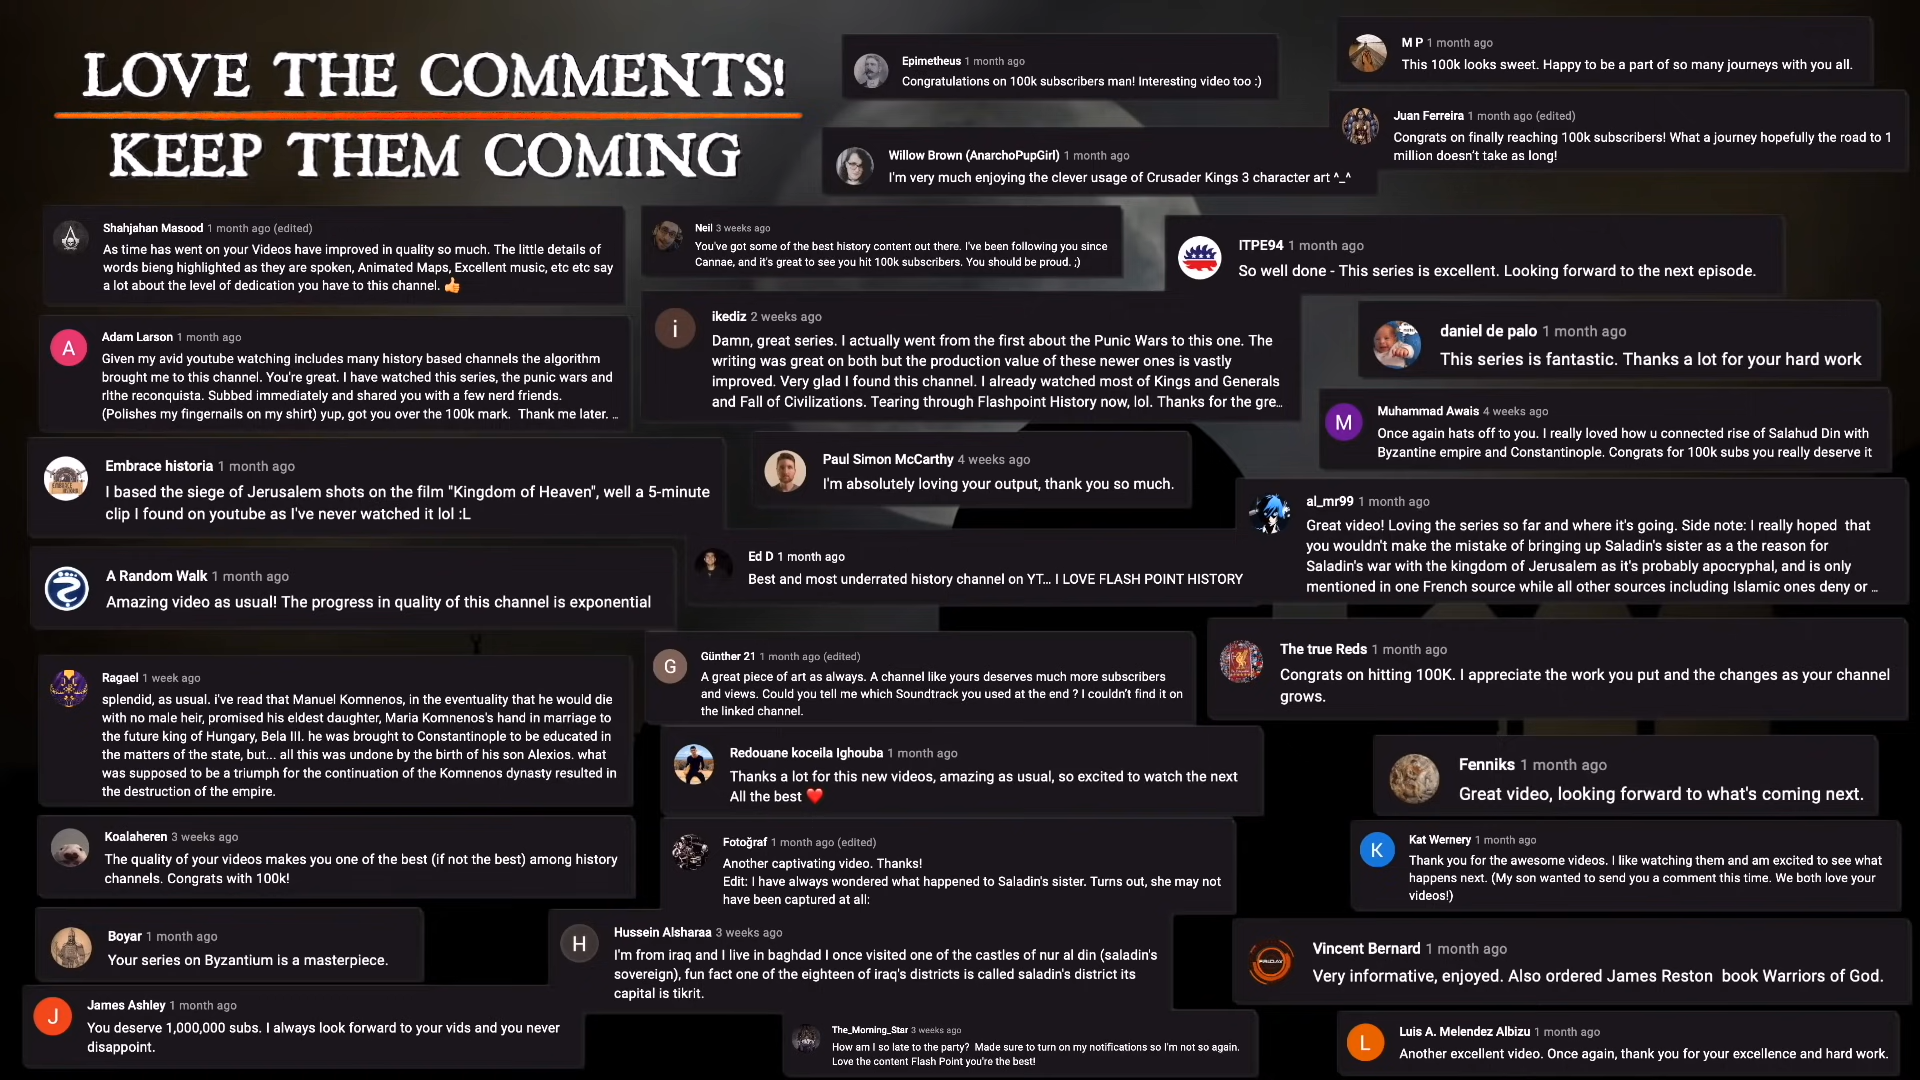 LOVE THE COMMENTS!
KEEP THEM COMING
Epimetheus 1 month ago
Congratulations on 100k subscribers man! Interesting video too :)
M P 1 month ago
This 100k looks sweet. Happy to be a part of so many journeys with you all.
Juan Ferreira 1 month ago (edited)
Congrats on finally reaching 100k subscribers! What a journey hopefully the road to 1
million doesn't take as long!
Willow Brown (AnarchoPupGirl) 1 month ago
I'm very much enjoying the clever usage of Crusader Kings 3 character art ^_^
Shahjahan Masood 1 month ago (edited)
As time has went on your Videos have improved in quality so much. The little details of
words bieng highlighted as they are spoken, Animated Maps, Excellent music, etc etc say
a lot about the level of dedication you have to this channel. 👍
Neil 3 weeks ago
You've got some of the best history content out there. I've been following you since
Cannae, and it's great to see you hit 100k subscribers. You should be proud. ;)
ITPE94 1 month ago
So well done - This series is excellent. Looking forward to the next episode.
A
Adam Larson 1 month ago
Given my avid youtube watching includes many history based channels the algorithm
brought me to this channel. You're great. I have watched this series, the punic wars and
rlthe reconquista. Subbed immediately and shared you with a few nerd friends.
(Polishes my fingernails on my shirt) yup, got you over the 100k mark. Thank me later. ...
i
ikediz 2 weeks ago
Damn, great series. I actually went from the first about the Punic Wars to this one. The
writing was great on both but the production value of these newer ones is vastly
improved. Very glad I found this channel. I already watched most of Kings and Generals
and Fall of Civilizations. Tearing through Flashpoint History now, lol. Thanks for the gre...
daniel de palo 1 month ago
This series is fantastic. Thanks a lot for your hard work
M
Muhammad Awais 4 weeks ago
Once again hats off to you. I really loved how u connected rise of Salahud Din with
Byzantine empire and Constantinople. Congrats for 100k subs you really deserve it
Embrace historia 1 month ago
I based the siege of Jerusalem shots on the film "Kingdom of Heaven", well a 5-minute
clip I found on youtube as I've never watched it lol :L
Paul Simon McCarthy 4 weeks ago
I'm absolutely loving your output, thank you so much.
al_mr99 1 month ago
Great video! Loving the series so far and where it's going. Side note: I really hoped that
you wouldn't make the mistake of bringing up Saladin's sister as a the reason for
Saladin's war with the kingdom of Jerusalem as it's probably apocryphal, and is only
mentioned in one French source while all other sources including Islamic ones deny or ...
A Random Walk 1 month ago
Amazing video as usual! The progress in quality of this channel is exponential
Ed D 1 month ago
Best and most underrated history channel on YT... I LOVE FLASH POINT HISTORY
Ragael 1 week ago
splendid, as usual. i've read that Manuel Komnenos, in the eventuality that he would die
with no male heir, promised his eldest daughter, Maria Komnenos's hand in marriage to
the future king of Hungary, Bela III. he was brought to Constantinople to be educated in
the matters of the state, but... all this was undone by the birth of his son Alexios. what
was supposed to be a triumph for the continuation of the Komnenos dynasty resulted in
the destruction of the empire.
G
Günther 21 1 month ago (edited)
A great piece of art as always. A channel like yours deserves much more subscribers
and views. Could you tell me which Soundtrack you used at the end ? I couldn't find it on
the linked channel.
The true Reds 1 month ago
Congrats on hitting 100K. I appreciate the work you put and the changes as your channel
grows.
Redouane koceila Ighouba 1 month ago
Thanks a lot for this new videos, amazing as usual, so excited to watch the next
All the best ❤️
Fenniks 1 month ago
Great video, looking forward to what's coming next.
Koalaheren 3 weeks ago
The quality of your videos makes you one of the best (if not the best) among history
channels. Congrats with 100k!
Fotoğraf 1 month ago (edited)
Another captivating video. Thanks!
Edit: I have always wondered what happened to Saladin's sister. Turns out, she may not
have been captured at all:
K
Kat Wernery 1 month ago
Thank you for the awesome videos. I like watching them and am excited to see what
happens next. (My son wanted to send you a comment this time. We both love your
videos!)
Boyar 1 month ago
Your series on Byzantium is a masterpiece.
H
Hussein Alsharaa 3 weeks ago
I'm from iraq and I live in baghdad I once visited one of the castles of nur al din (saladin's
sovereign), fun fact one of the eighteen of iraq's districts is called saladin's district its
capital is tikrit.
Vincent Bernard 1 month ago
Very informative, enjoyed. Also ordered James Reston book Warriors of God.
J
James Ashley 1 month ago
You deserve 1,000,000 subs. I always look forward to your vids and you never
disappoint.
The_Morning_Star 3 weeks ago
How am I so late to the party? Made sure to turn on my notifications so I'm not so again.
Love the content Flash Point you're the best!
L
Luis A. Melendez Albizu 1 month ago
Another excellent video. Once again, thank you for your excellence and hard work.